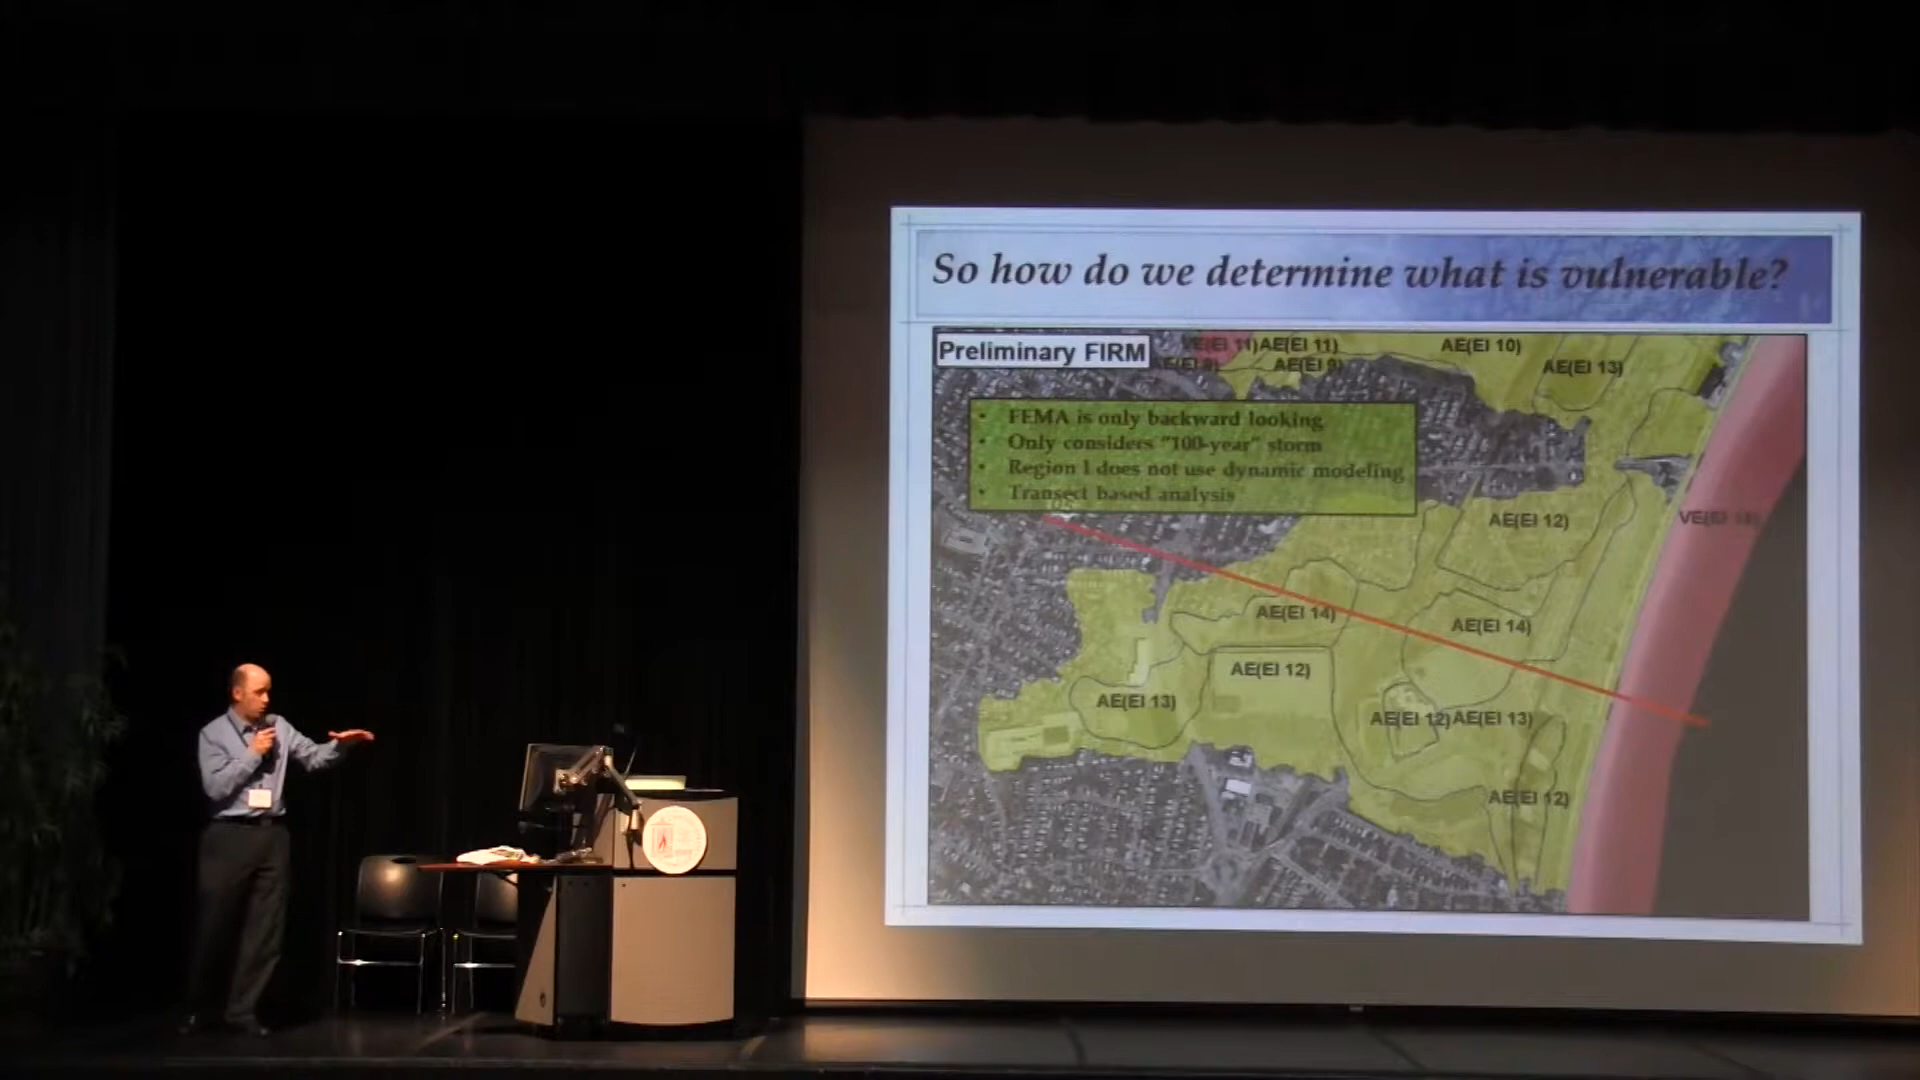 So how do we determine what is vulnerable?
Preliminary FIRM
AE(El 11)
AE(El 10)
AE(El 9)
AE(El 13)
• FEMA is only backward looking
• Only considers "100-year" storm
• Region I does not use dynamic modeling
• Transect based analysis
AE(El 12)
AE(El 14)
AE(El 14)
AE(El 12)
AE(El 13)
AE(El 12)
AE(El 13)
AE(El 12)